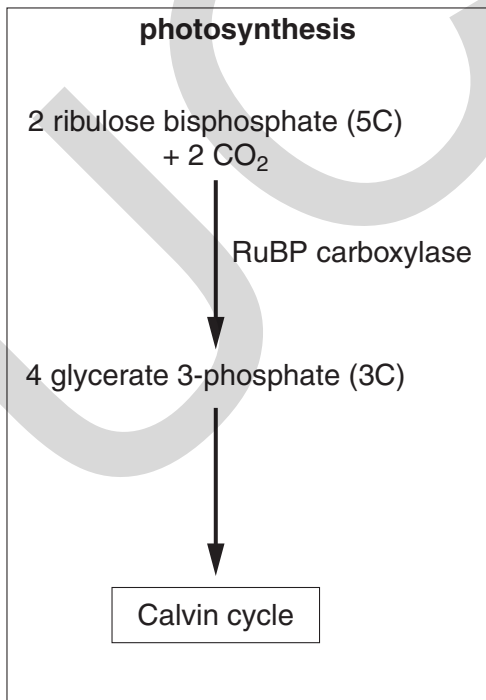 photosynthesis
2 ribulose bisphosphate (5C)
+ 2 CO₂
RuBP carboxylase
4 glycerate 3-phosphate (3C)
Calvin cycle